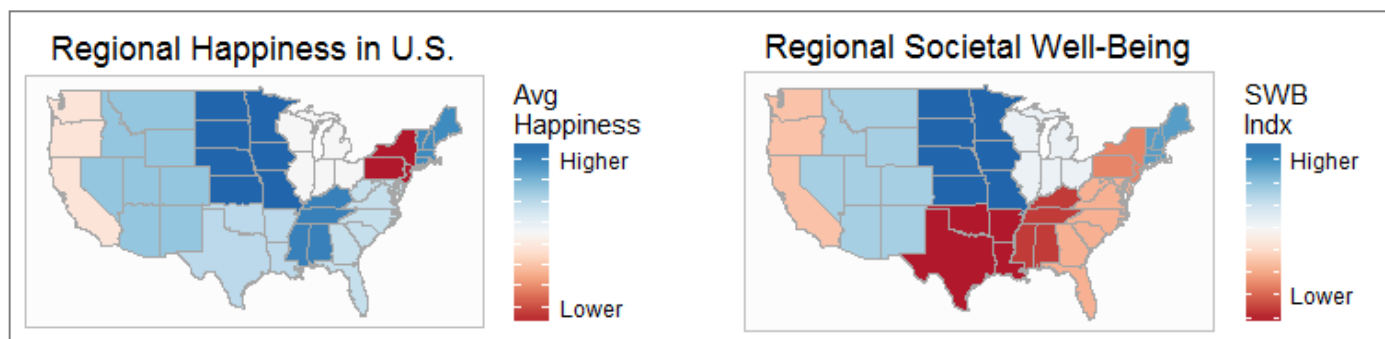 Regional Happiness in U.S.
Avg
Happiness
Higher
Lower
Regional Societal Well-Being
SWB
Indx
Higher
Lower